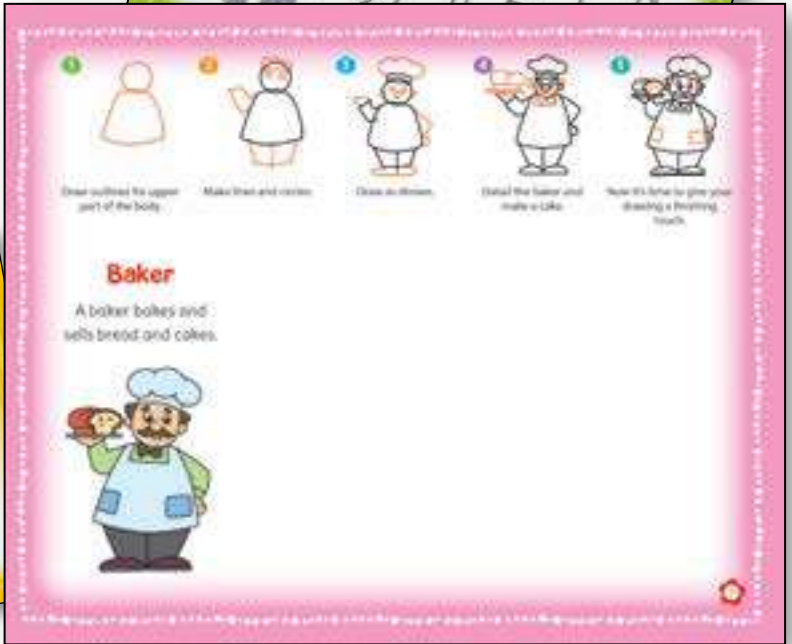 1
2
3
4
5
Draw outlines for upper
part of the body.
Make lines and circles.
Draw as shown.
Detail the baker and
make a cake.
Now it's time to give your
drawing a finishing
touch.
Baker
A baker bakes and
sells bread and cakes.